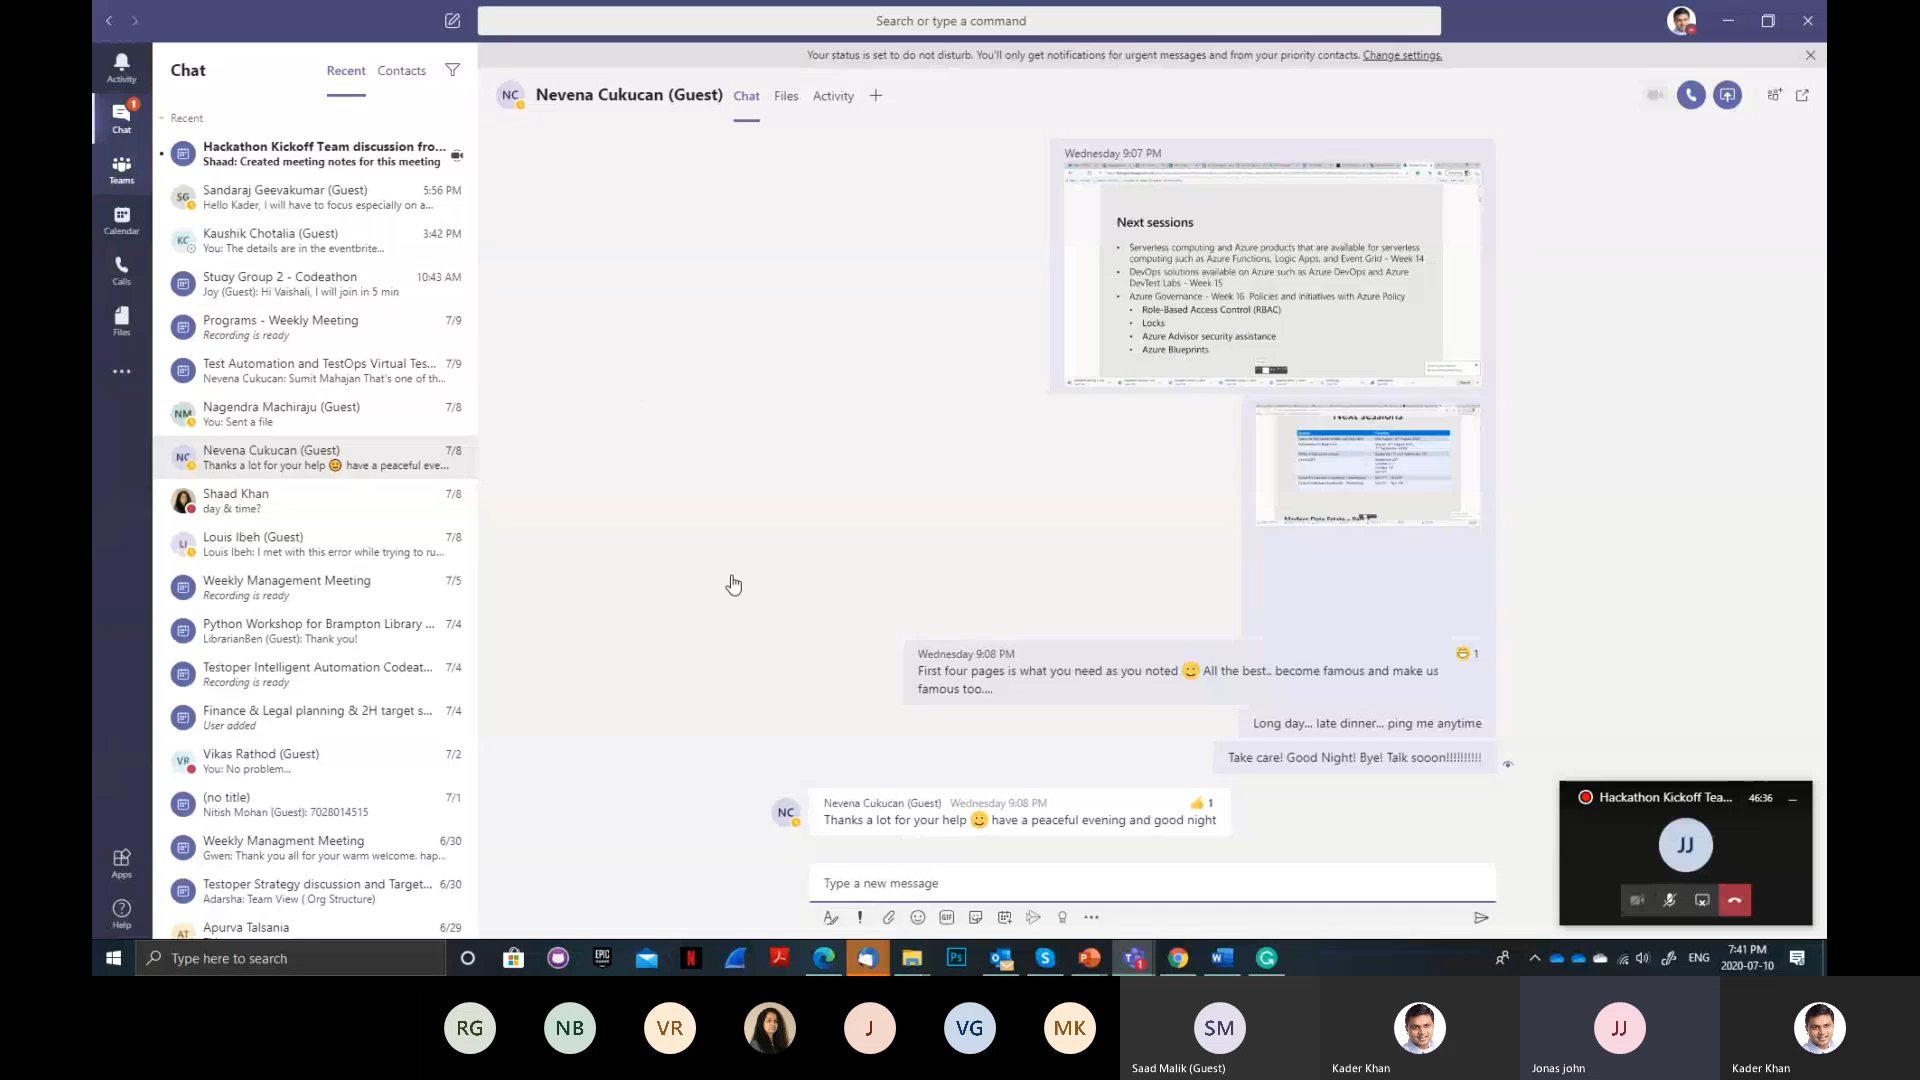 Search or type a command
Your status is set to do not disturb. You'll only get notifications for urgent messages and from your priority contacts. Change settings.
Activity
Chat
1
Teams
Calendar
Calls
Files
Apps
Help
Chat
Recent
Contacts
Recent
Hackathon Kickoff Team discussion fro...
Shaad: Created meeting notes for this meeting
SG
Sandaraj Geevakumar (Guest) 5:56 PM
Hello Kader, I will have to focus especially on a...
KC
Kaushik Chotalia (Guest) 3:42 PM
You: The details are in the eventbrite...
Study Group 2 - Codeathon 10:43 AM
Joy (Guest): Hi Vaishali, I will join in 5 min
Programs - Weekly Meeting 7/9
Recording is ready
Test Automation and TestOps Virtual Tes... 7/9
Nevena Cukucan: Sumit Mahajan That's one of th...
NM
Nagendra Machiraju (Guest) 7/8
You: Sent a file
NC
Nevena Cukucan (Guest) 7/8
Thanks a lot for your help 🙂 have a peaceful eve...
Shaad Khan 7/8
day & time?
LI
Louis Ibeh (Guest) 7/8
Louis Ibeh: I met with this error while trying to ru...
Weekly Management Meeting 7/5
Recording is ready
Python Workshop for Brampton Library ... 7/4
LibrarianBen (Guest): Thank you!
Testoper Intelligent Automation Codeat... 7/4
Recording is ready
Finance & Legal planning & 2H target s... 7/4
User added
VR
Vikas Rathod (Guest) 7/2
You: No problem...
(no title) 7/1
Nitish Mohan (Guest): 7028014515
Weekly Managment Meeting 6/30
Gwen: Thank you all for your warm welcome. hap...
Testoper Strategy discussion and Target... 6/30
Adarsha: Team View ( Org Structure)
AT
Apurva Talsania 6/29
NC
Nevena Cukucan (Guest)
Chat
Files
Activity
Wednesday 9:07 PM
Next sessions
• Serverless computing and Azure products that are available for serverless
computing such as Azure Functions, Logic Apps, and Event Grid - Week 14
• DevOps solutions available on Azure such as Azure DevOps and Azure
DevTest Labs - Week 15
• Azure Governance - Week 16 Policies and Initiatives with Azure Policy
• Role-Based Access Control (RBAC)
• Locks
• Azure Advisor security assistance
• Azure Blueprints
Next sessions
Wednesday 9:08 PM
😁 1
First four pages is what you need as you noted 🙂 All the best.. become famous and make us
famous too....
Long day... late dinner... ping me anytime
Take care! Good Night! Bye! Talk sooon!!!!!!!!!!
NC
Nevena Cukucan (Guest) Wednesday 9:08 PM
👍 1
Thanks a lot for your help 🙂 have a peaceful evening and good night
Type a new message
GIF
Hackathon Kickoff Tea... 46:36
JJ
Type here to search
EPIC GAMES
N
Ps
ENG
7:41 PM
2020-07-10
RG
NB
VR
J
VG
MK
SM
Saad Malik (Guest)
Kader Khan
JJ
Jonas john
Kader Khan